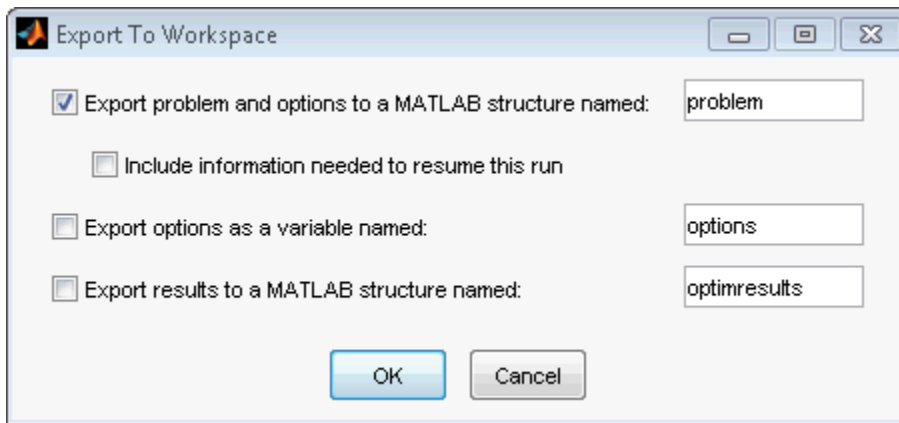 Export To Workspace
Export problem and options to a MATLAB structure named: problem
Include information needed to resume this run
Export options as a variable named: options
Export results to a MATLAB structure named: optimresults
OK Cancel